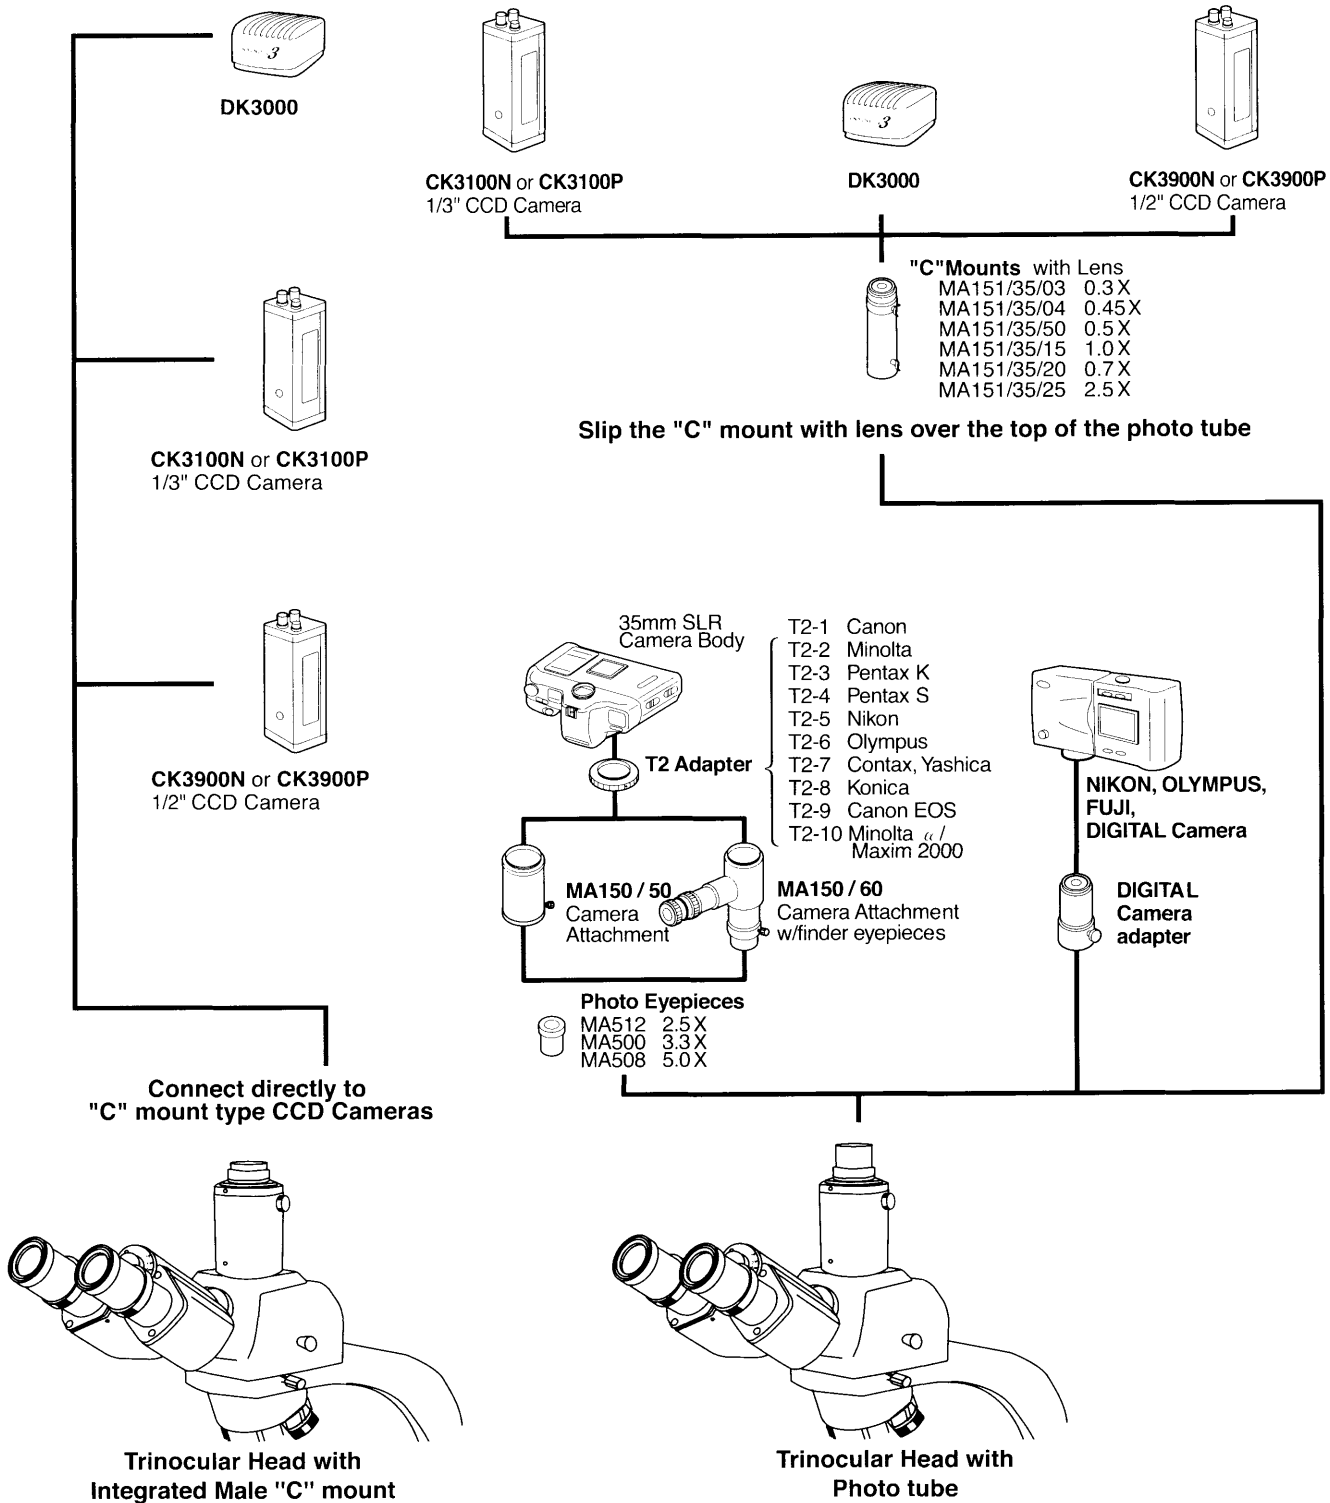 3
DK3000
CK3100N or CK3100P
1/3" CCD Camera
3
DK3000
CK3900N or CK3900P
1/2" CCD Camera
"C"Mounts with Lens
MA151/35/03 0.3X
MA151/35/04 0.45X
MA151/35/50 0.5X
MA151/35/15 1.0X
MA151/35/20 0.7X
MA151/35/25 2.5X
Slip the "C" mount with lens over the top of the photo tube
CK3100N or CK3100P
1/3" CCD Camera
CK3900N or CK3900P
1/2" CCD Camera
35mm SLR
Camera Body
T2 Adapter
T2-1 Canon
T2-2 Minolta
T2-3 Pentax K
T2-4 Pentax S
T2-5 Nikon
T2-6 Olympus
T2-7 Contax, Yashica
T2-8 Konica
T2-9 Canon EOS
T2-10 Minolta α /
Maxim 2000
NIKON, OLYMPUS,
FUJI,
DIGITAL Camera
MA150 / 50
Camera
Attachment
MA150 / 60
Camera Attachment
w/finder eyepieces
DIGITAL
Camera
adapter
Photo Eyepieces
MA512 2.5X
MA500 3.3X
MA508 5.0X
Connect directly to
"C" mount type CCD Cameras
Trinocular Head with
Integrated Male "C" mount
Trinocular Head with
Photo tube